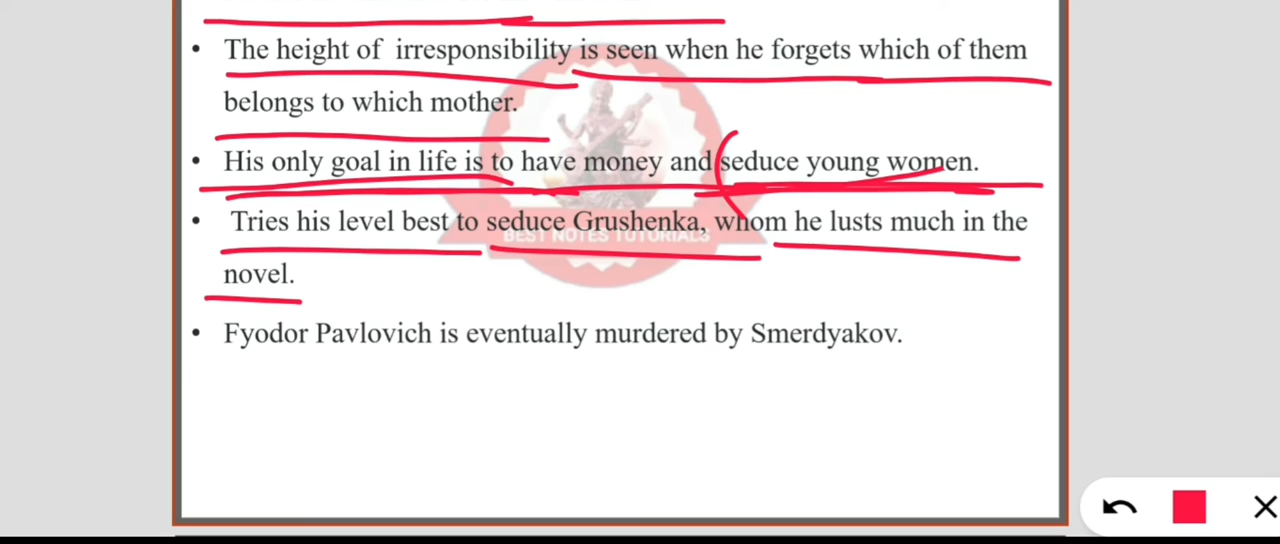 • The height of irresponsibility is seen when he forgets which of them
belongs to which mother.
• His only goal in life is to have money and seduce young women.
• Tries his level best to seduce Grushenka, whom he lusts much in the
BEST NOTES TUTORIALS
novel.
• Fyodor Pavlovich is eventually murdered by Smerdyakov.